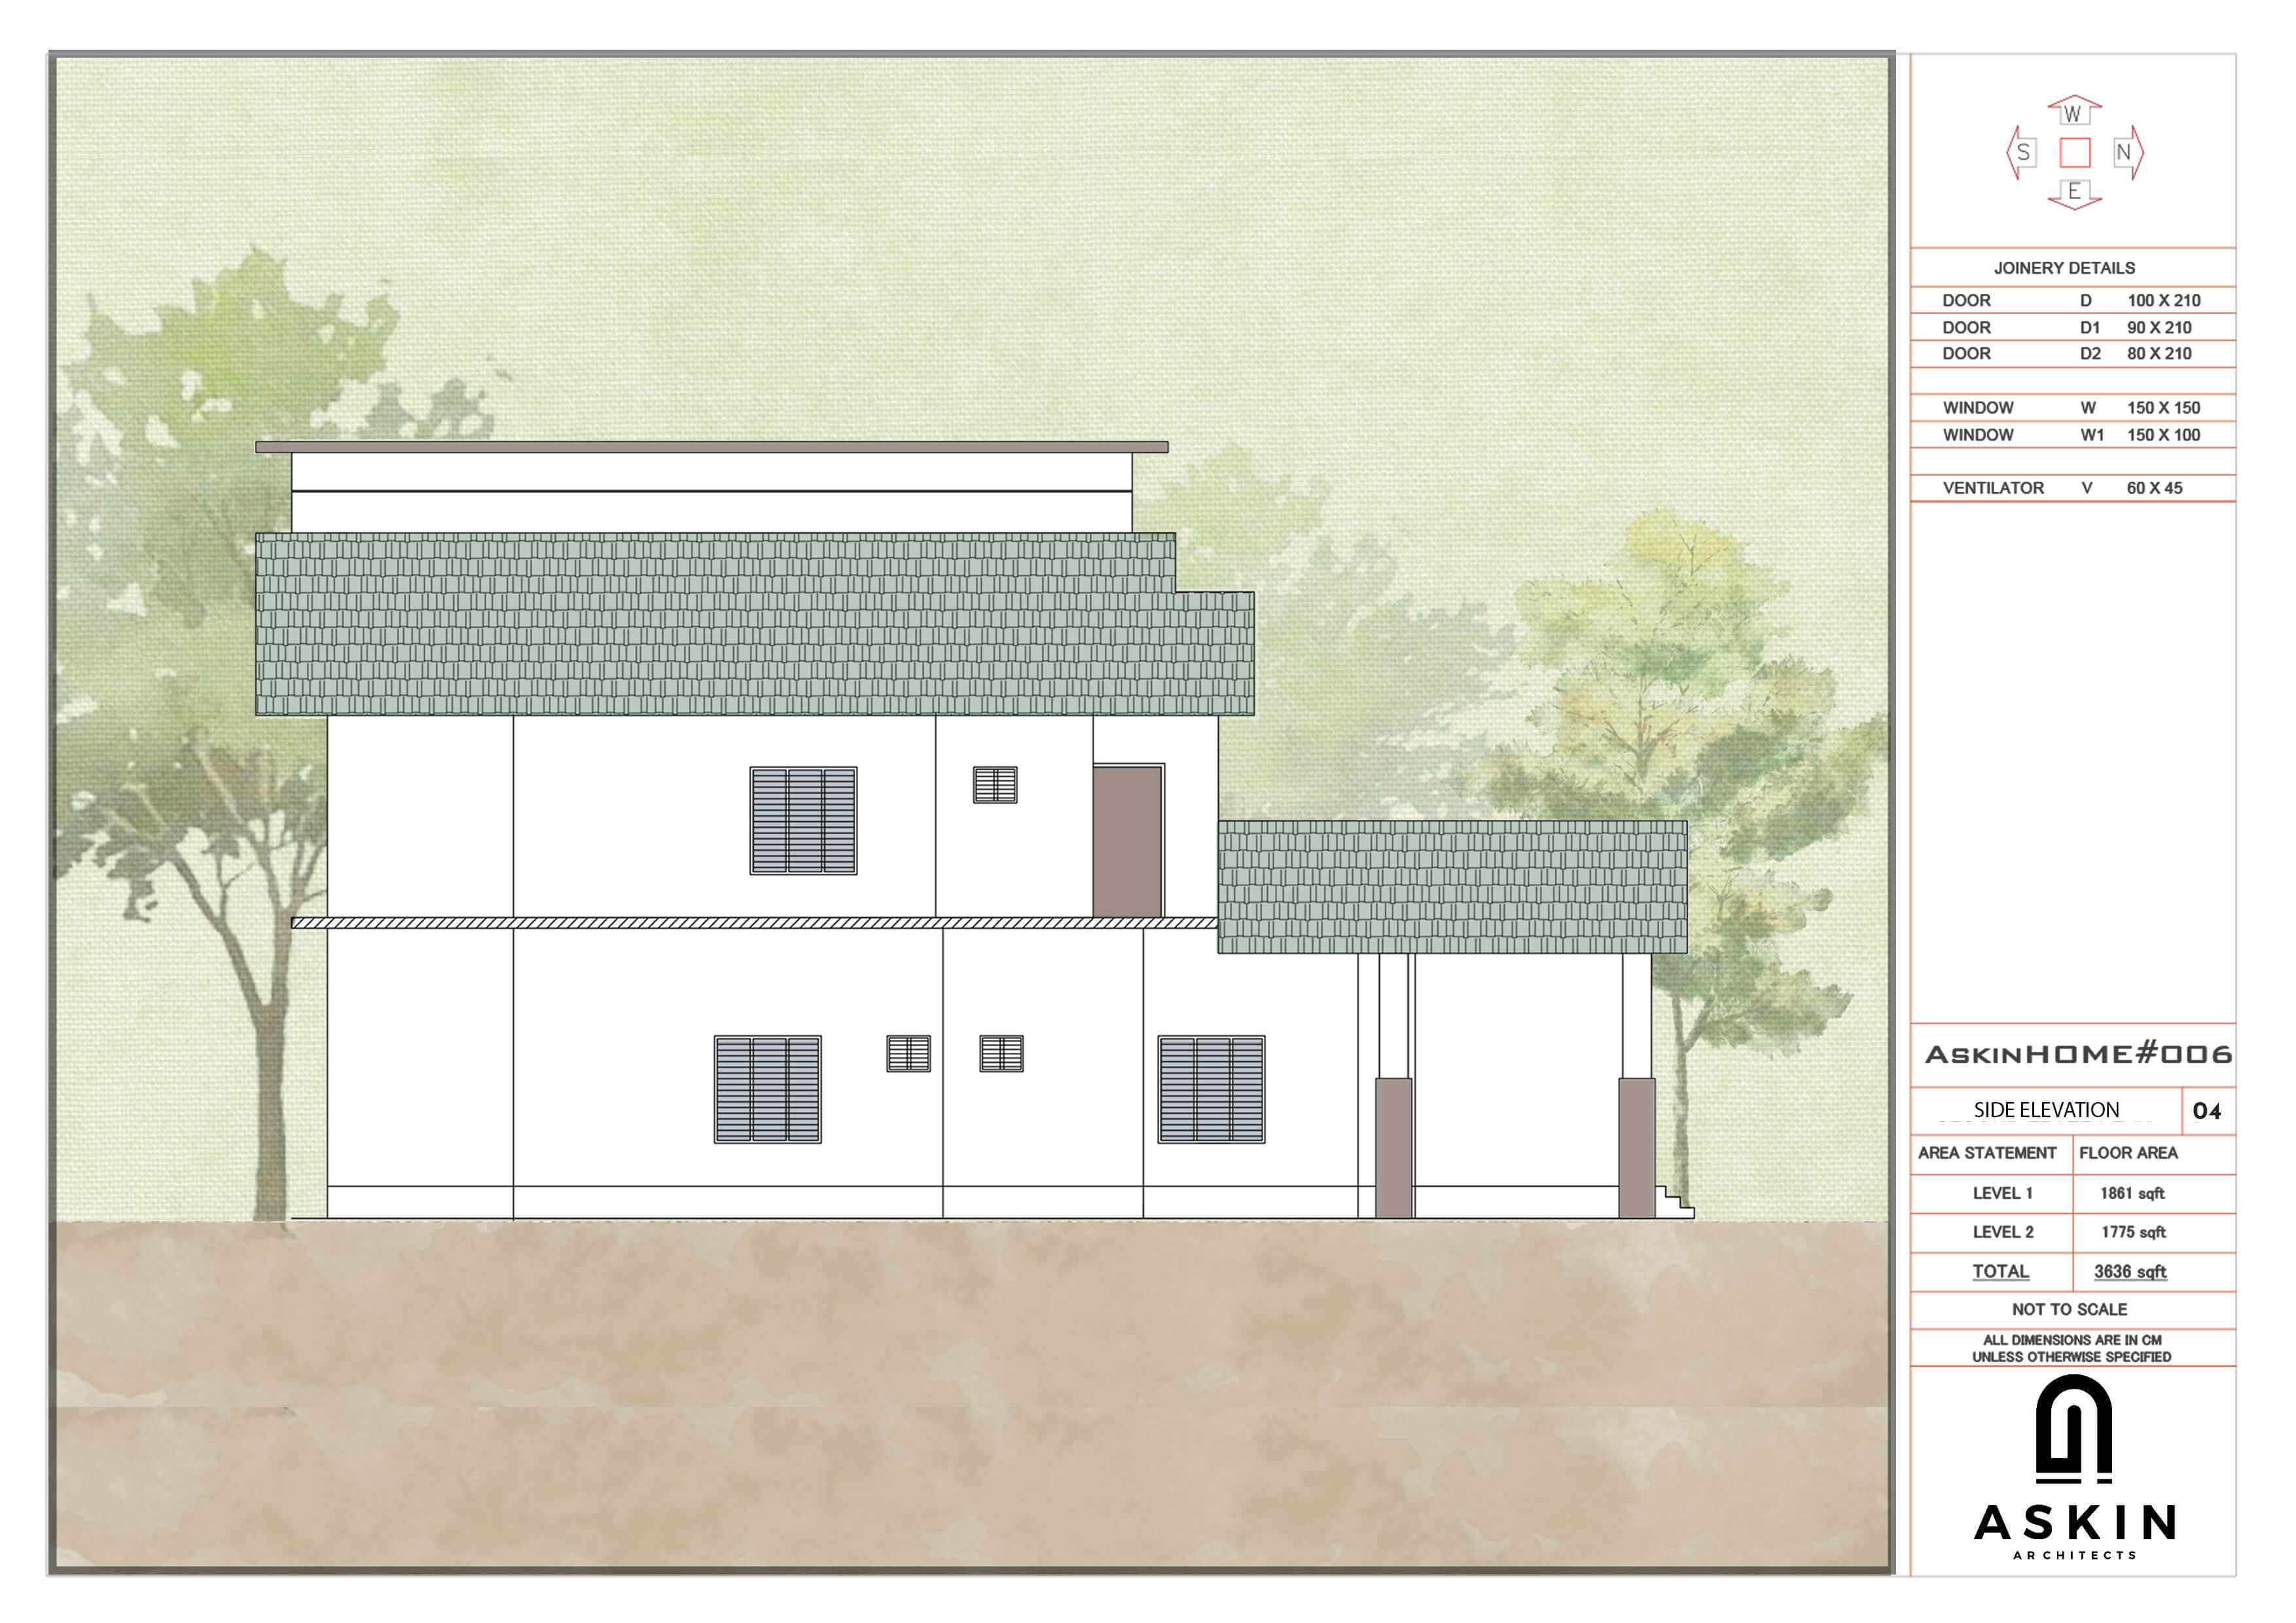 W
S N
E
JOINERY DETAILS
DOOR D 100 X 210
DOOR D1 90 X 210
DOOR D2 80 X 210
WINDOW W 150 X 150
WINDOW W1 150 X 100
VENTILATOR V 60 X 45
ASKINHOME#006
SIDE ELEVATION 04
AREA STATEMENT FLOOR AREA
LEVEL 1 1861 sqft
LEVEL 2 1775 sqft
TOTAL 3636 sqft
NOT TO SCALE
ALL DIMENSIONS ARE IN CM
UNLESS OTHERWISE SPECIFIED
ASKIN
ARCHITECTS